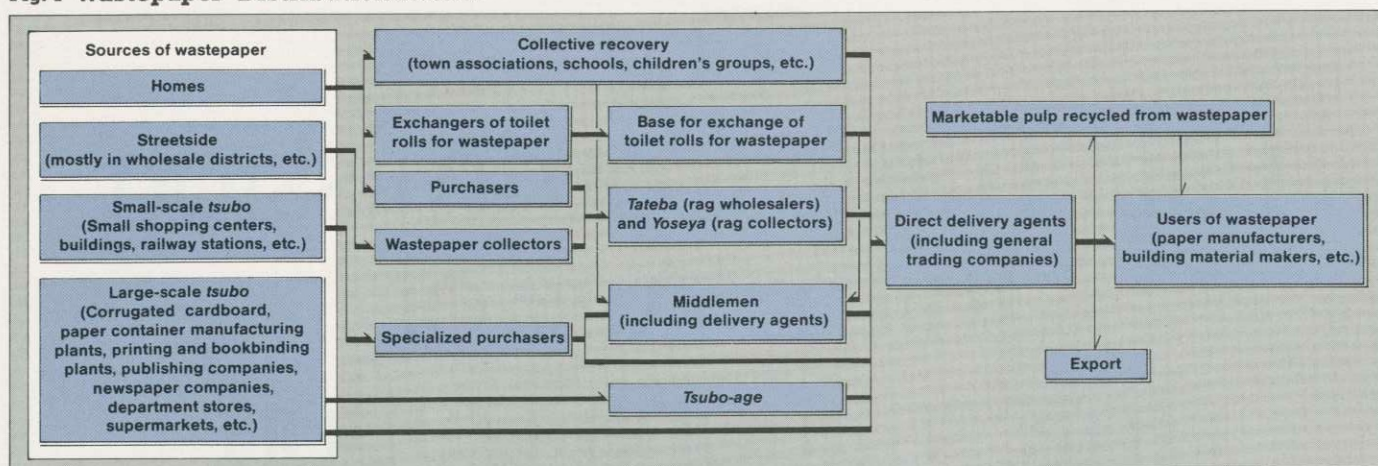 Sources of wastepaper
Homes
Streetside
(mostly in wholesale districts, etc.)
Small-scale tsubo
(Small shopping centers,
buildings, railway stations, etc.)
Large-scale tsubo
(Corrugated cardboard,
paper container manufacturing
plants, printing and bookbinding
plants, publishing companies,
newspaper companies,
department stores,
supermarkets, etc.)
Collective recovery
(town associations, schools, children's groups, etc.)
Exchangers of toilet
rolls for wastepaper
Purchasers
Wastepaper collectors
Specialized purchasers
Base for exchange of
toilet rolls for wastepaper
Tateba (rag wholesalers)
and Yoseya (rag collectors)
Middlemen
(including delivery agents)
Tsubo-age
Direct delivery agents
(including general
trading companies)
Marketable pulp recycled from wastepaper
Users of wastepaper
(paper manufacturers,
building material makers, etc.)
Export